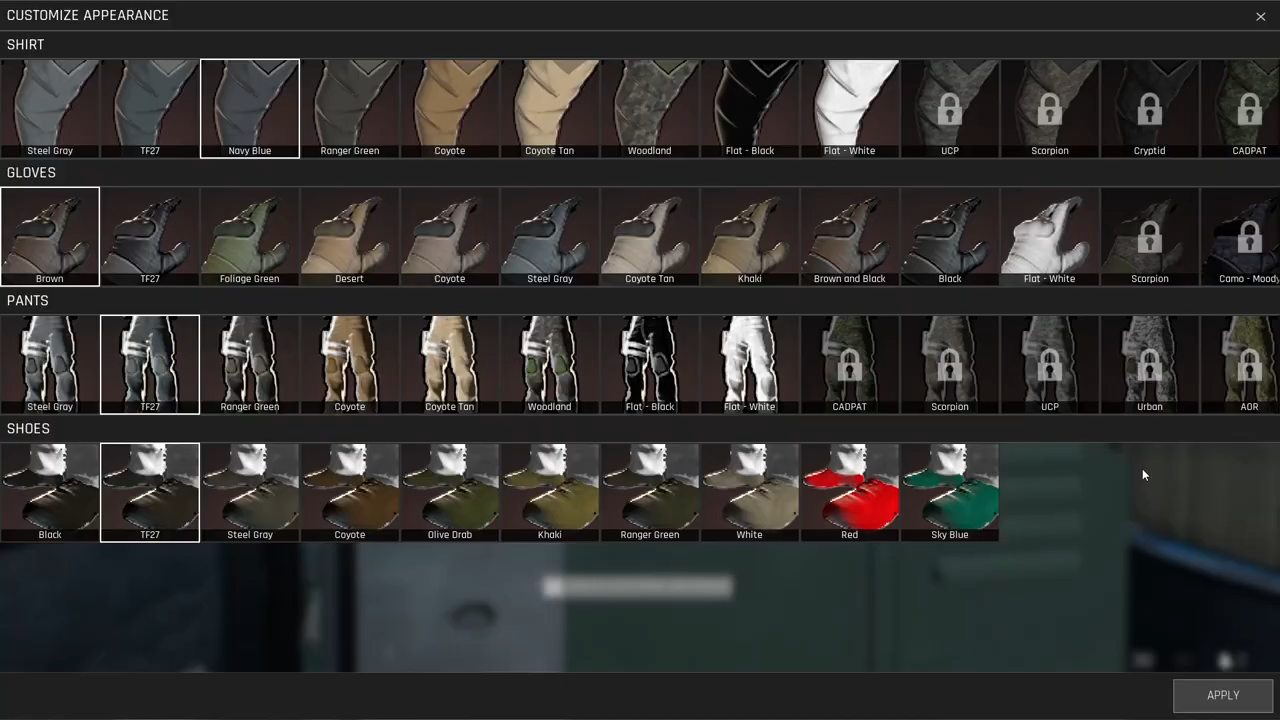 CUSTOMIZE APPEARANCE
SHIRT
Steel Gray TF27 Navy Blue Ranger Green Coyote Coyote Tan Woodland Flat - Black Flat - White UCP Scorpion Cryptid CADPAT
GLOVES
Brown TF27 Foliage Green Desert Coyote Steel Gray Coyote Tan Khaki Brown and Black Black Flat - White Scorpion Camo - Moody
PANTS
Steel Gray TF27 Ranger Green Coyote Coyote Tan Woodland Flat - Black Flat - White CADPAT Scorpion UCP Urban AOR
SHOES
Black TF27 Steel Gray Coyote Olive Drab Khaki Ranger Green White Red Sky Blue
APPLY